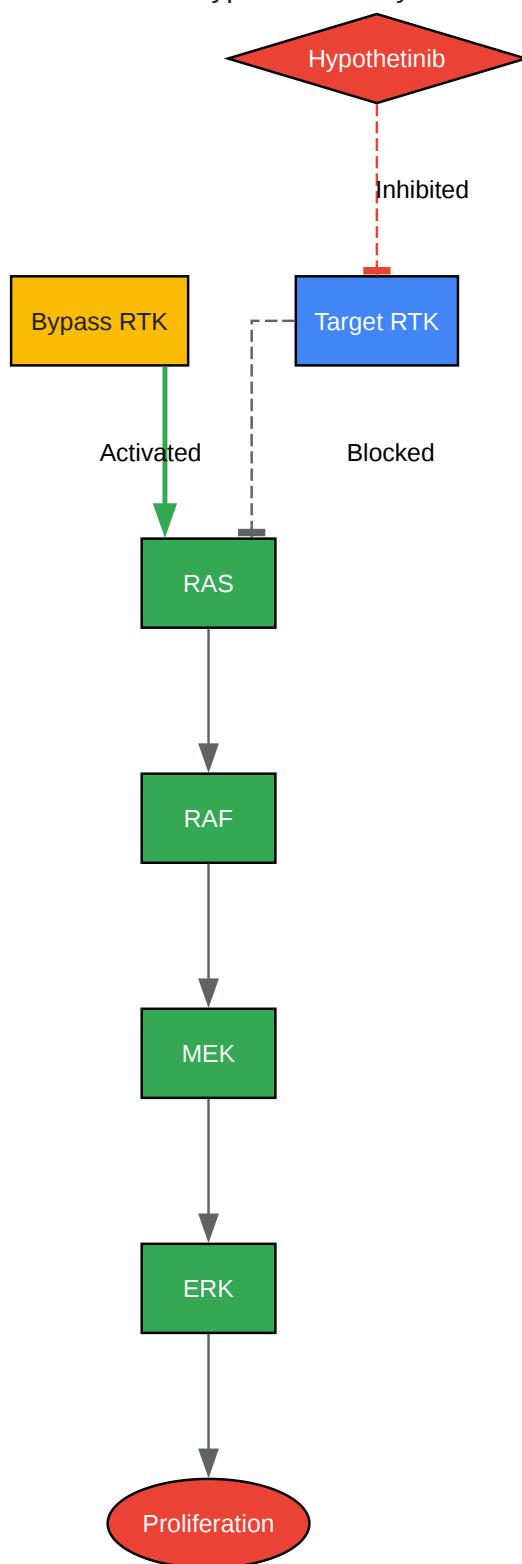 Hypothetinib
Inhibited
Bypass RTK
Target RTK
Activated
Blocked
RAS
RAF
MEK
ERK
Proliferation